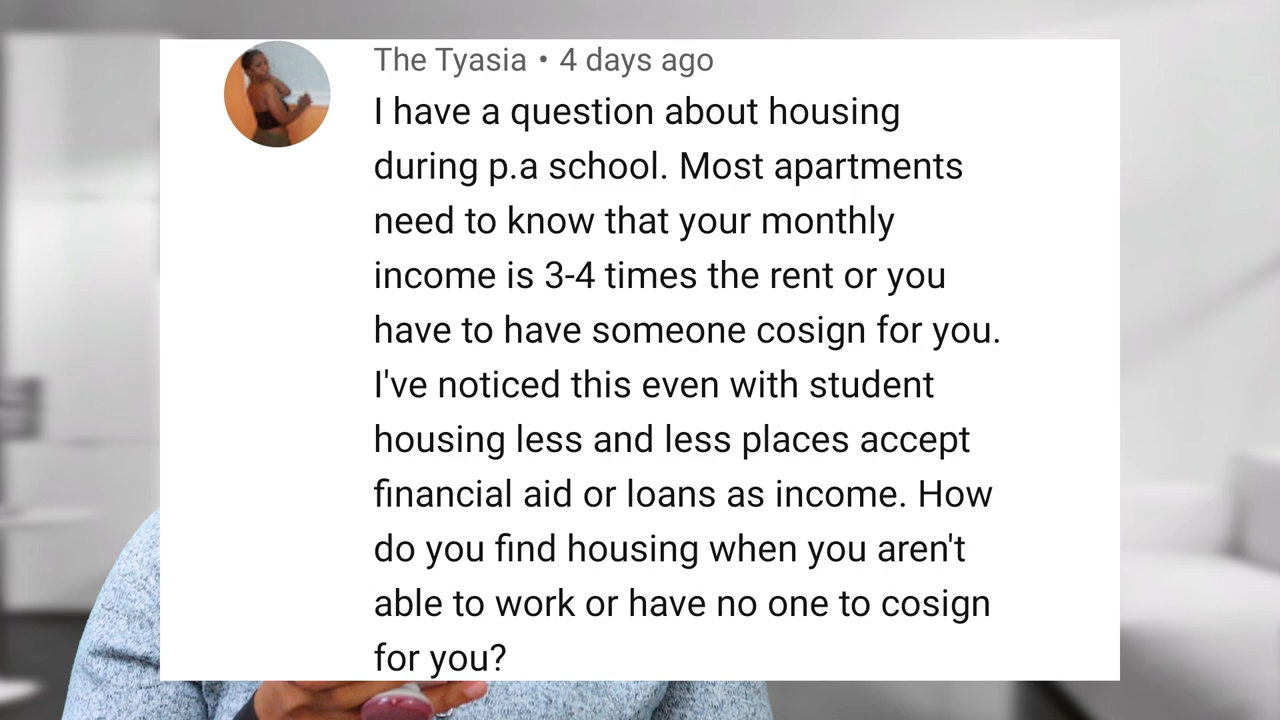 The Tyasia • 4 days ago
I have a question about housing
during p.a school. Most apartments
need to know that your monthly
income is 3-4 times the rent or you
have to have someone cosign for you.
I've noticed this even with student
housing less and less places accept
financial aid or loans as income. How
do you find housing when you aren't
able to work or have no one to cosign
for you?